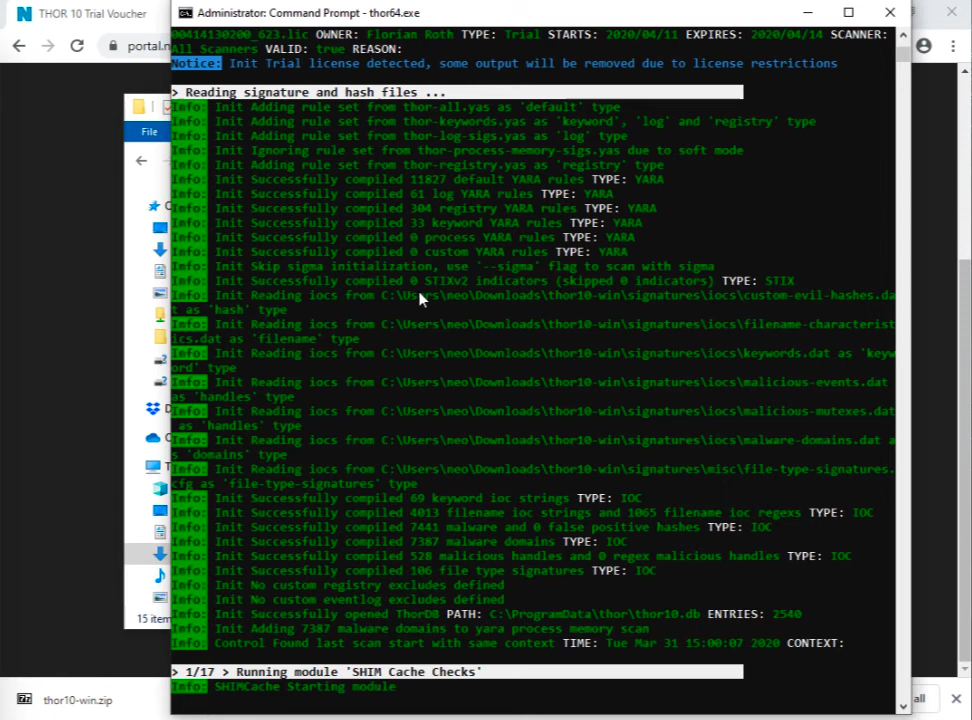 THOR 10 Trial Voucher
Administrator: Command Prompt - thor64.exe
portal.n
File
15 item
00414130200_623.lic OWNER: Florian Roth TYPE: Trial STARTS: 2020/04/11 EXPIRES: 2020/04/14 SCANNER:
All Scanners VALID: true REASON:
Notice: Init Trial license detected, some output will be removed due to license restrictions
> Reading signature and hash files ...
Info: Init Adding rule set from thor-all.yas as 'default' type
Info: Init Adding rule set from thor-keywords.yas as 'keyword', 'log' and 'registry' type
Info: Init Adding rule set from thor-log-sigs.yas as 'log' type
Info: Init Ignoring rule set from thor-process-memory-sigs.yas due to soft mode
Info: Init Adding rule set from thor-registry.yas as 'registry' type
Info: Init Successfully compiled 11827 default YARA rules TYPE: YARA
Info: Init Successfully compiled 61 log YARA rules TYPE: YARA
Info: Init Successfully compiled 304 registry YARA rules TYPE: YARA
Info: Init Successfully compiled 33 keyword YARA rules TYPE: YARA
Info: Init Successfully compiled 0 process YARA rules TYPE: YARA
Info: Init Successfully compiled 0 custom YARA rules TYPE: YARA
Info: Init Skip sigma initialization, use '--sigma' flag to scan with sigma
Info: Init Successfully compiled 0 STIXv2 indicators (skipped 0 indicators) TYPE: STIX
Info: Init Reading iocs from C:\Users\neo\Downloads\thor10-win\signatures\iocs\custom-evil-hashes.da
t as 'hash' type
Info: Init Reading iocs from C:\Users\neo\Downloads\thor10-win\signatures\iocs\filename-characterist
ics.dat as 'filename' type
Info: Init Reading iocs from C:\Users\neo\Downloads\thor10-win\signatures\iocs\keywords.dat as 'keyw
ord' type
Info: Init Reading iocs from C:\Users\neo\Downloads\thor10-win\signatures\iocs\malicious-events.dat
as 'handles' type
Info: Init Reading iocs from C:\Users\neo\Downloads\thor10-win\signatures\iocs\malicious-mutexes.dat
as 'handles' type
Info: Init Reading iocs from C:\Users\neo\Downloads\thor10-win\signatures\iocs\malware-domains.dat a
s 'domains' type
Info: Init Reading iocs from C:\Users\neo\Downloads\thor10-win\signatures\misc\file-type-signatures.
cfg as 'file-type-signatures' type
Info: Init Successfully compiled 69 keyword ioc strings TYPE: IOC
Info: Init Successfully compiled 4013 filename ioc strings and 1065 filename ioc regexs TYPE: IOC
Info: Init Successfully compiled 7441 malware and 0 false positive hashes TYPE: IOC
Info: Init Successfully compiled 7387 malware domains TYPE: IOC
Info: Init Successfully compiled 528 malicious handles and 0 regex malicious handles TYPE: IOC
Info: Init Successfully compiled 106 file type signatures TYPE: IOC
Info: Init No custom registry excludes defined
Info: Init No custom eventlog excludes defined
Info: Init Successfully opened ThorDB PATH: C:\ProgramData\thor\thor10.db ENTRIES: 2540
Info: Init Adding 7387 malware domains to yara process memory scan
Info: Control Found last scan start with same context TIME: Tue Mar 31 15:00:07 2020 CONTEXT:
> 1/17 > Running module 'SHIM Cache Checks'
Info: SHIMCache Starting module
thor10-win.zip
all